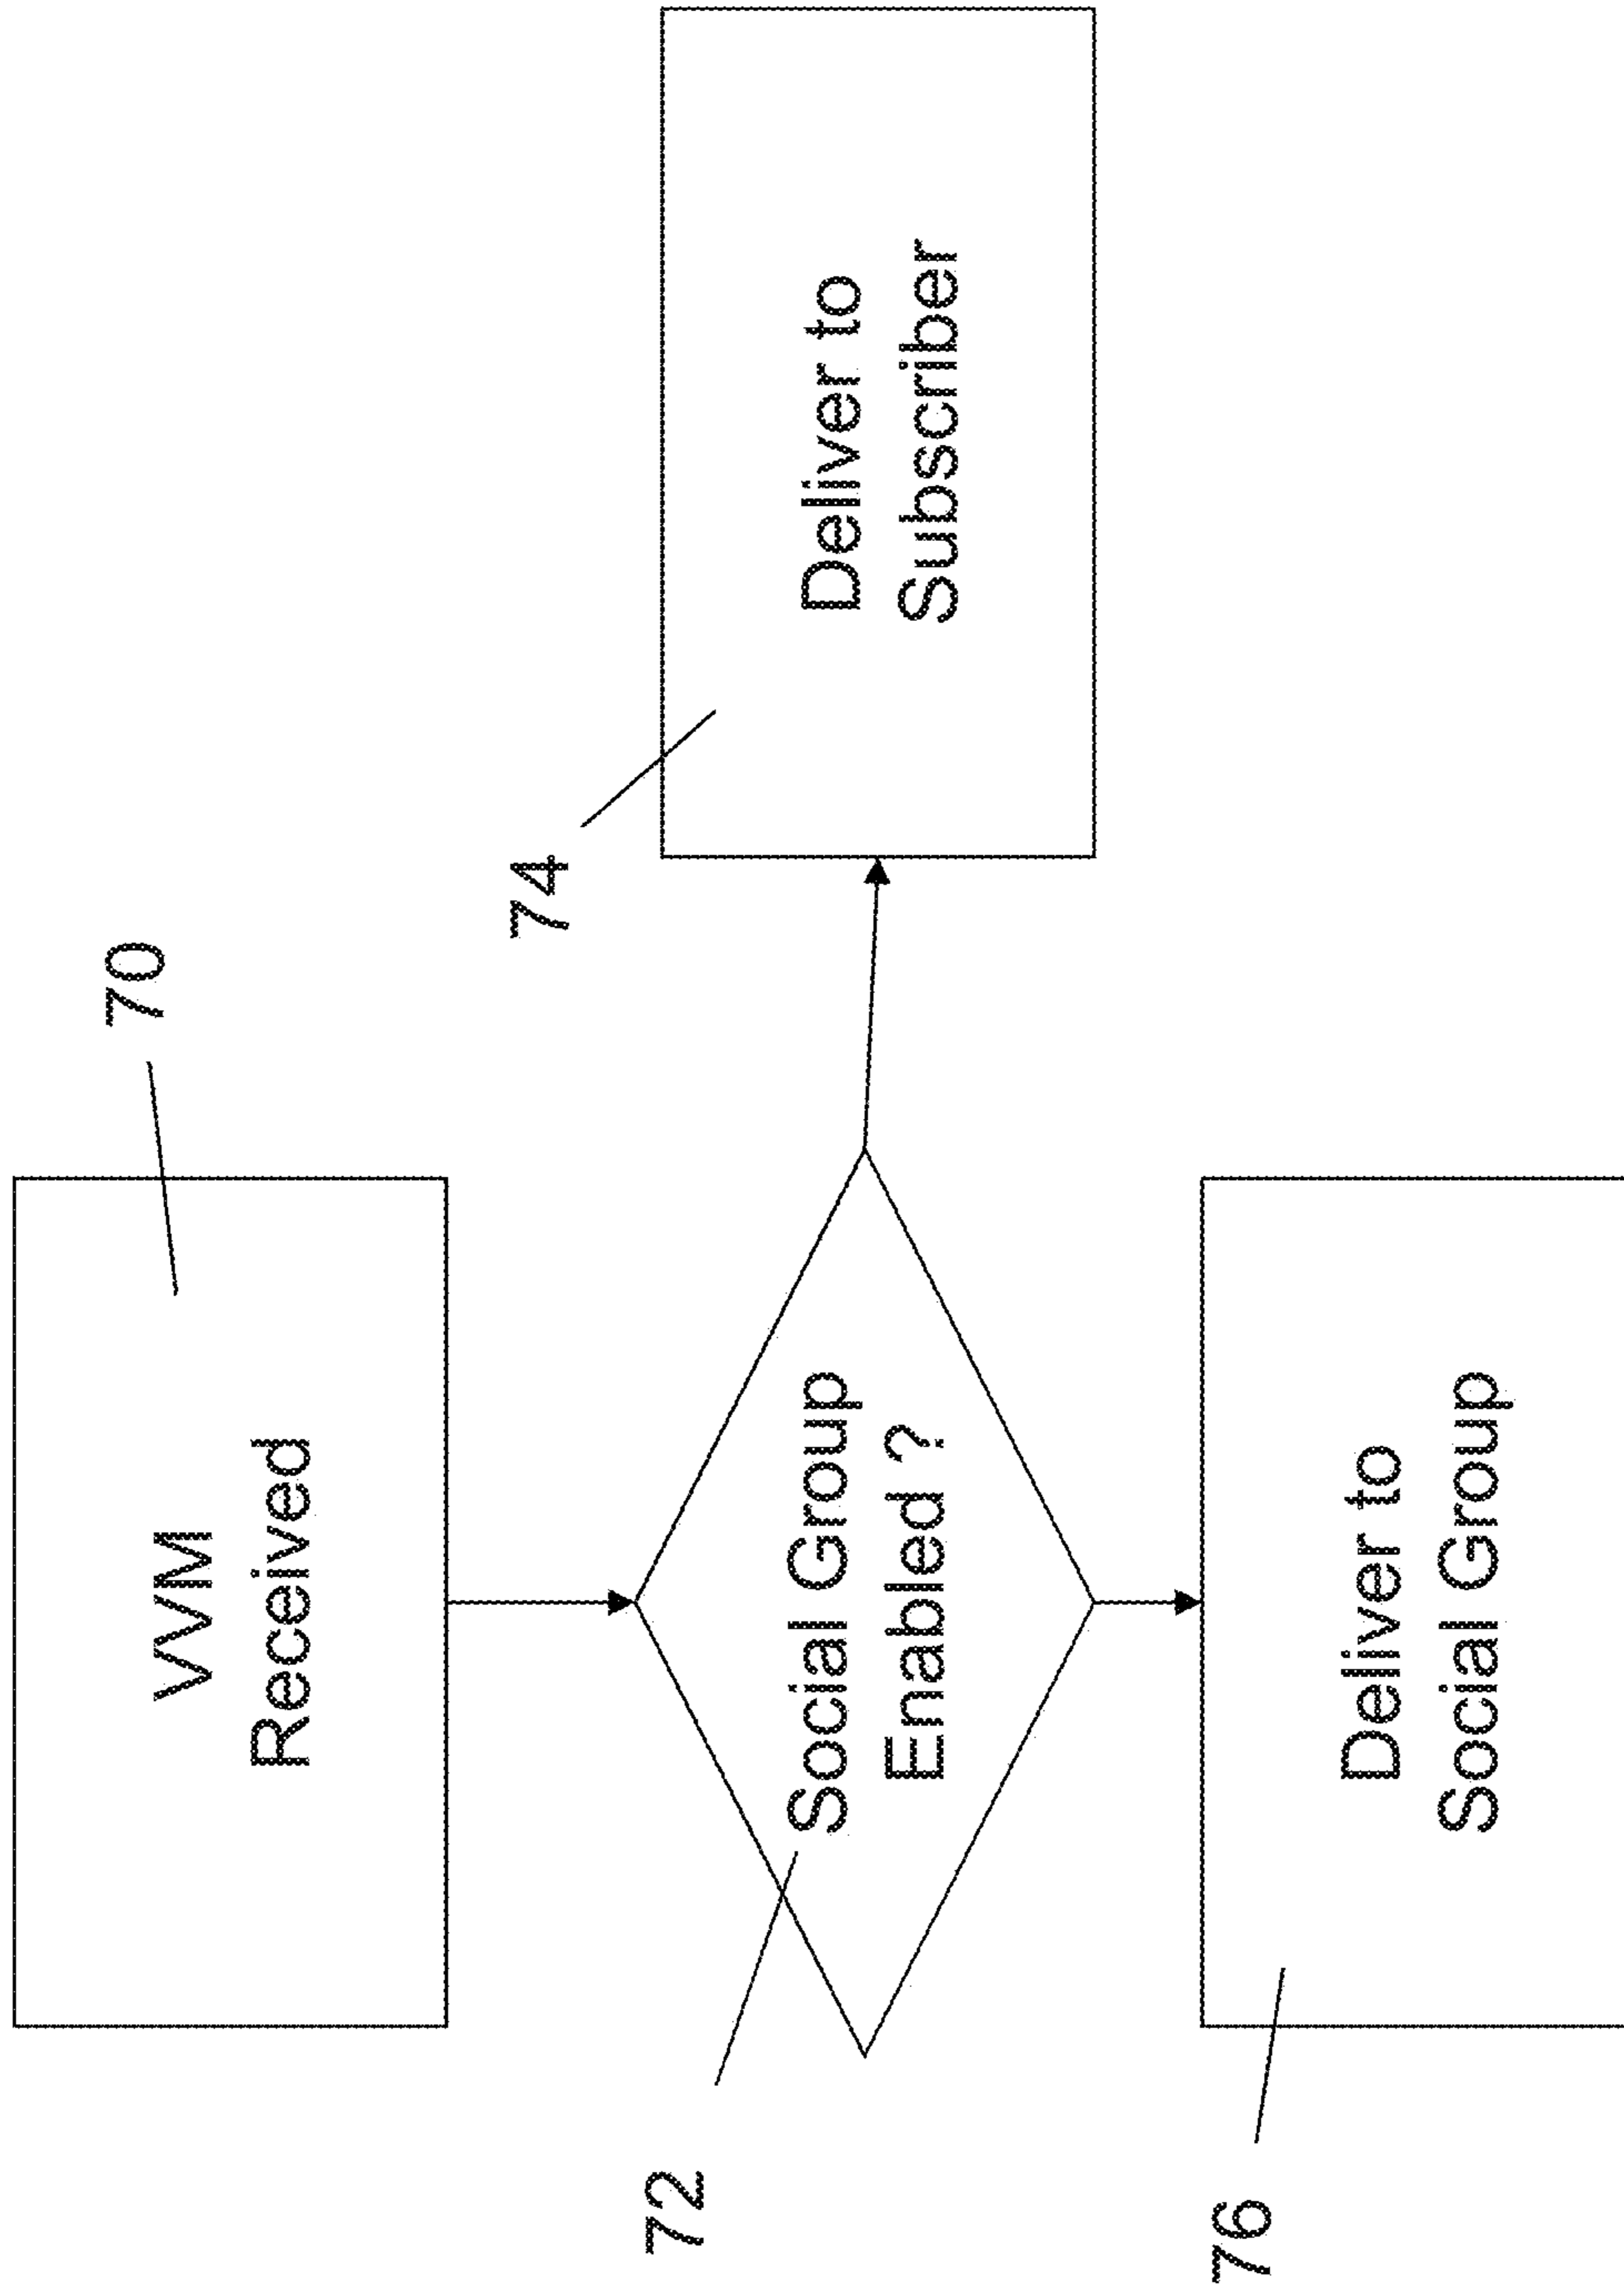 70
VVM
Received
74
72
Social Group
Enabled ?
Deliver to
Subscriber
76
Deliver to
Social Group